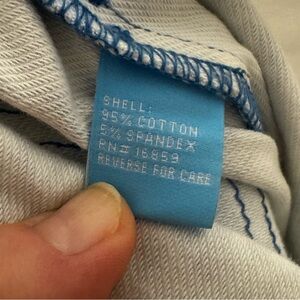 SHELL:
95% COTTON
5% SPANDEX
RN# 16859
REVERSE FOR CARE